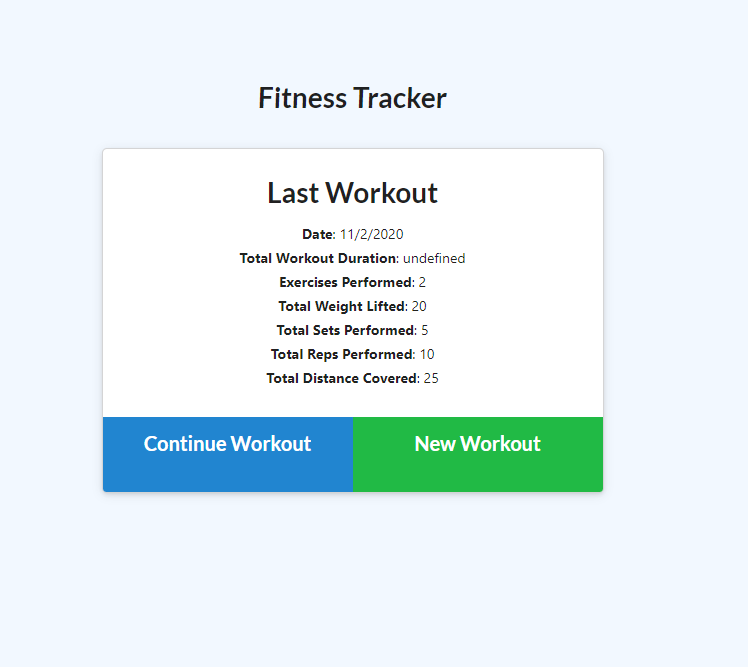 Fitness Tracker
Last Workout
Date: 11/2/2020
Total Workout Duration: undefined
Exercises Performed: 2
Total Weight Lifted: 20
Total Sets Performed: 5
Total Reps Performed: 10
Total Distance Covered: 25
Continue Workout
New Workout